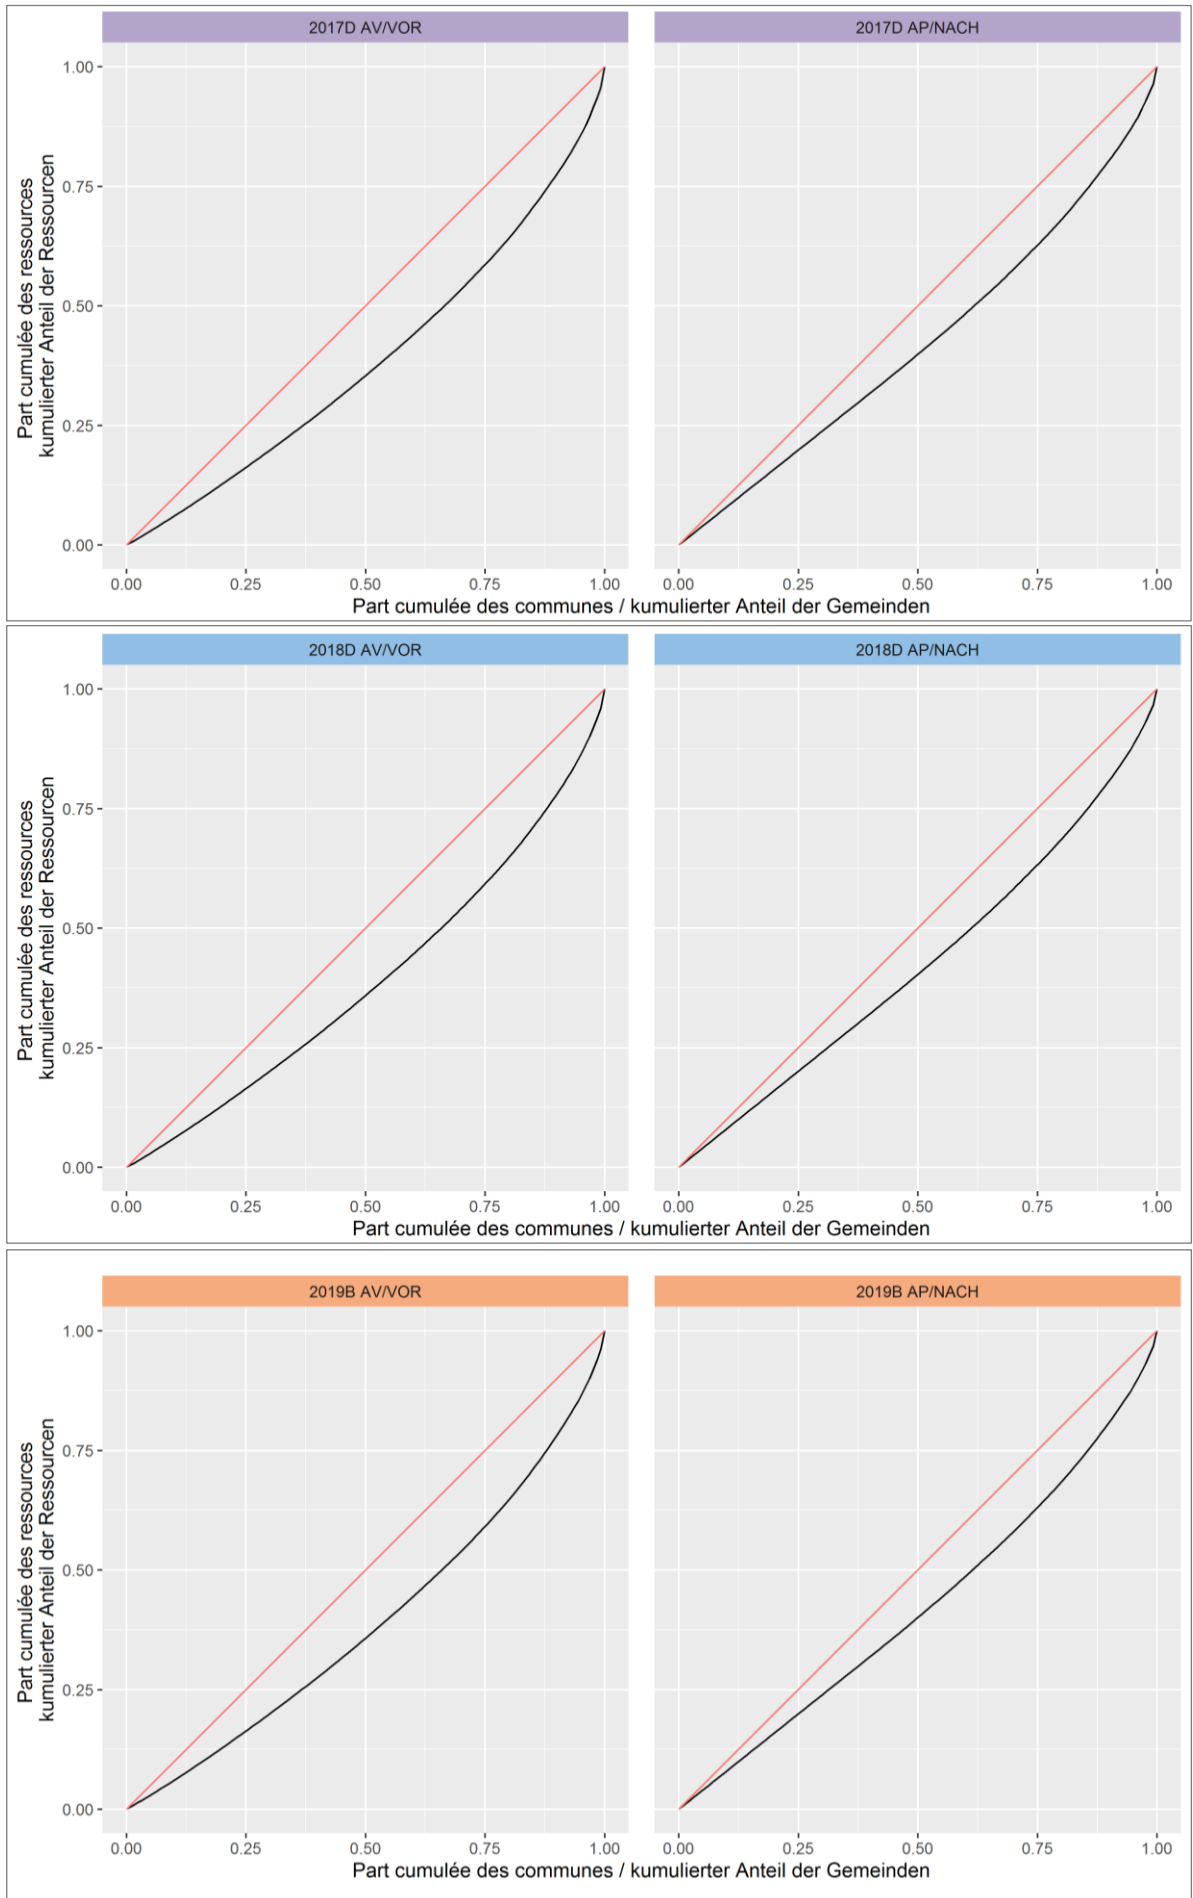 2017D AV/VOR
2017D AP/NACH
Part cumulée des ressources
kumulierter Anteil der Ressourcen
1.00
0.75
0.50
0.25
0.00
0.00 0.25 0.50 0.75 1.00
0.00 0.25 0.50 0.75 1.00
Part cumulée des communes / kumulierter Anteil der Gemeinden
2018D AV/VOR
2018D AP/NACH
Part cumulée des ressources
kumulierter Anteil der Ressourcen
1.00
0.75
0.50
0.25
0.00
0.00 0.25 0.50 0.75 1.00
0.00 0.25 0.50 0.75 1.00
Part cumulée des communes / kumulierter Anteil der Gemeinden
2019B AV/VOR
2019B AP/NACH
Part cumulée des ressources
kumulierter Anteil der Ressourcen
1.00
0.75
0.50
0.25
0.00
0.00 0.25 0.50 0.75 1.00
0.00 0.25 0.50 0.75 1.00
Part cumulée des communes / kumulierter Anteil der Gemeinden